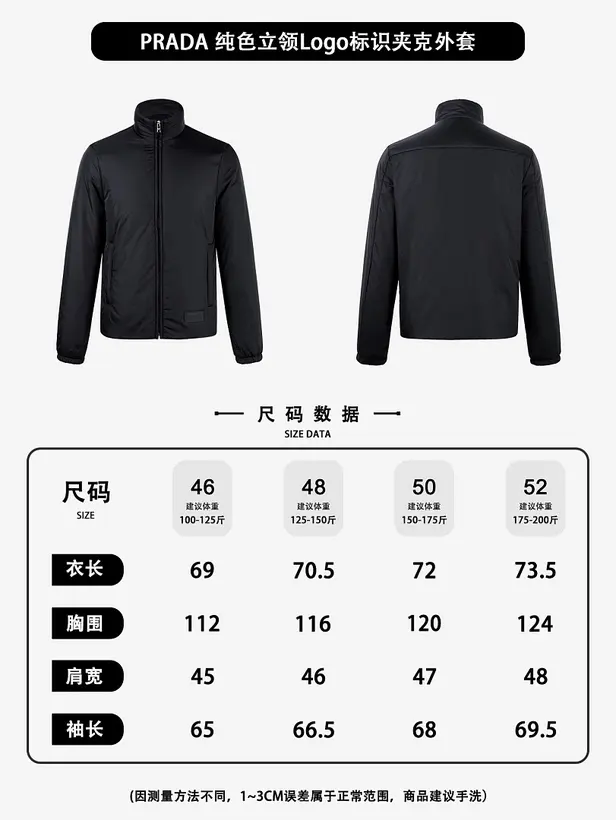 PRADA 纯色立领Logo标识夹克外套
尺码数据
SIZE DATA
尺码 46 48 50 52
SIZE 建议体重 建议体重 建议体重 建议体重
100-125斤 125-150斤 150-175斤 175-200斤
衣长 69 70.5 72 73.5
胸围 112 116 120 124
肩宽 45 46 47 48
袖长 65 66.5 68 69.5
(因测量方法不同，1~3CM误差属于正常范围，商品建议手洗)